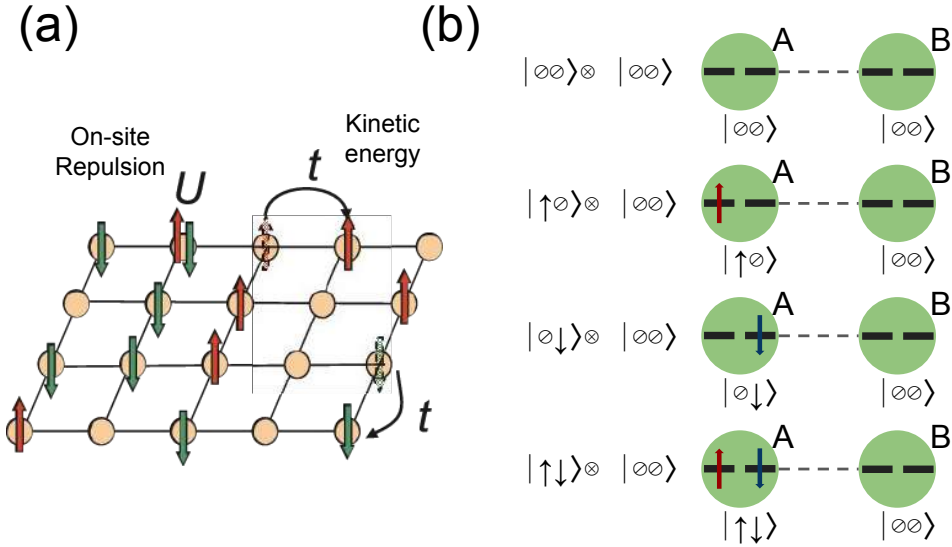 (a)
On-site
Repulsion
U
Kinetic
energy
t
t
(b)
|∅∅⟩⊗ |∅∅⟩
A
B
|∅∅⟩
|∅∅⟩
|↑∅⟩⊗ |∅∅⟩
A
B
|↑∅⟩
|∅∅⟩
|∅↓⟩⊗ |∅∅⟩
A
B
|∅↓⟩
|∅∅⟩
|↑↓⟩⊗ |∅∅⟩
A
B
|↑↓⟩
|∅∅⟩